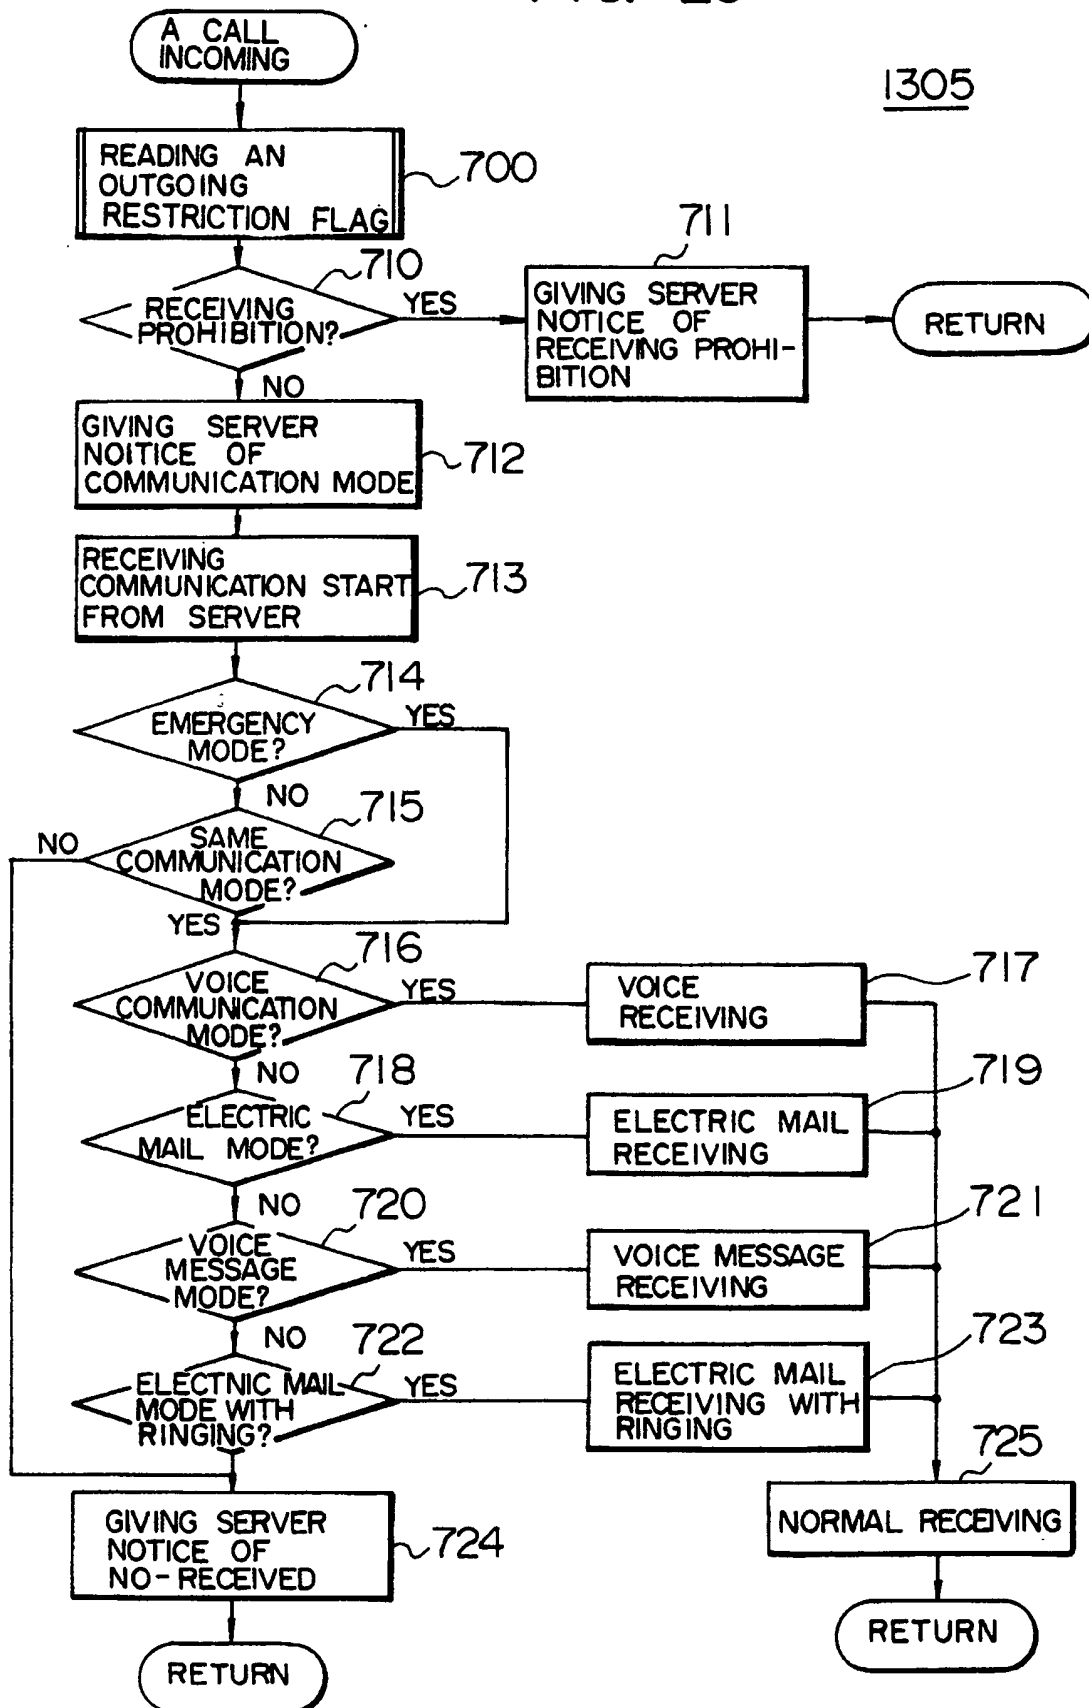 A CALL
INCOMING
1305
READING AN
OUTGOING
RESTRICTION FLAG
700
710
RECEIVING
PROHIBITION?
YES
NO
711
GIVING SERVER
NOTICE OF
RECEIVING PROHI-
BITION
RETURN
GIVING SERVER
NOITICE OF
COMMUNICATION MODE
712
RECEIVING
COMMUNICATION START
FROM SERVER
713
714
EMERGENCY
MODE?
YES
NO
715
SAME
COMMUNICATION
MODE?
NO
YES
716
VOICE
COMMUNICATION
MODE?
YES
NO
VOICE
RECEIVING
717
718
ELECTRIC
MAIL MODE?
YES
NO
ELECTRIC MAIL
RECEIVING
719
720
VOICE
MESSAGE
MODE?
YES
NO
VOICE MESSAGE
RECEIVING
721
722
ELECTNIC MAIL
MODE WITH
RINGING?
YES
ELECTRIC MAIL
RECEIVING WITH
RINGING
723
GIVING SERVER
NOTICE OF
NO-RECEIVED
724
RETURN
725
NORMAL RECEIVING
RETURN